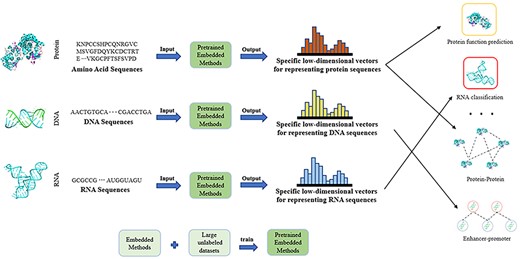 Protein
KNPCCSHPCQNRGVC
MSVGFDQYKCDCTRT
E···VKGCPFTSFSVPD
Amino Acid Sequences
Input
Pretrained
Embedded
Methods
Output
Specific low-dimensional vectors
for representing protein sequences
Protein function prediction
DNA
AACTGTGCA···CGACCTGA
DNA Sequences
Input
Pretrained
Embedded
Methods
Output
Specific low-dimensional vectors
for representing DNA sequences
RNA classification
· · ·
RNA
GCGCCG ···AUGGUAGU
RNA Sequences
Input
Pretrained
Embedded
Methods
Output
Specific low-dimensional vectors
for representing RNA sequences
Protein-Protein
Enhancer-promoter
Embedded
Methods
Large
unlabeled
datasets
train
Pretrained
Embedded
Methods